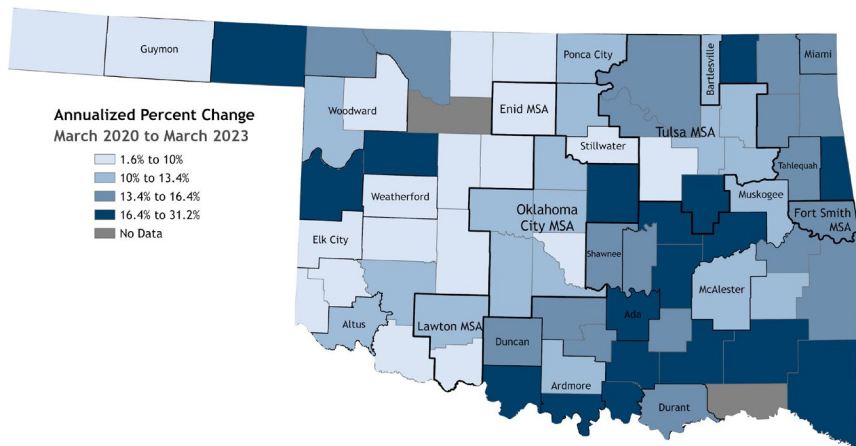 Guymon
Ponca City
Bartlesville
Miami
Annualized Percent Change
March 2020 to March 2023
1.6% to 10%
10% to 13.4%
13.4% to 16.4%
16.4% to 31.2%
No Data
Woodward
Enid MSA
Tulsa MSA
Stillwater
Tahlequah
Weatherford
Muskogee
Oklahoma
City MSA
Fort Smith
MSA
Elk City
Shawnee
McAlester
Altus
Lawton MSA
Ada
Duncan
Ardmore
Durant